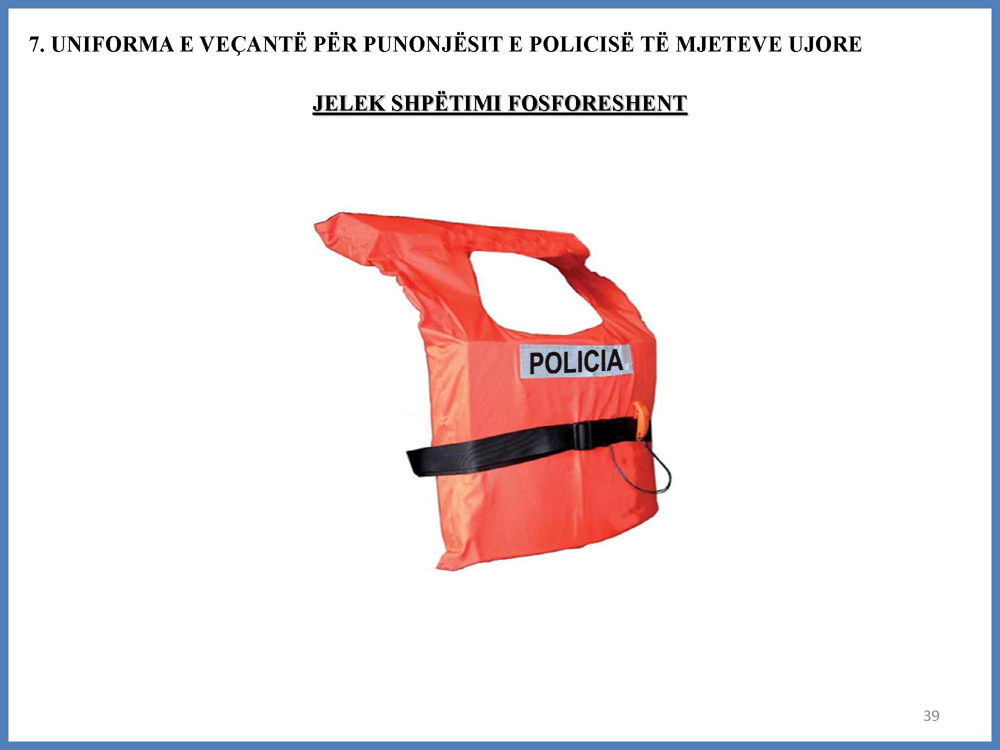 7. UNIFORMA E VEÇANTË PËR PUNONJËSIT E POLICISË TË MJETEVE UJORE
JELEK SHPËTIMI FOSFORESHENT
POLICIA
39